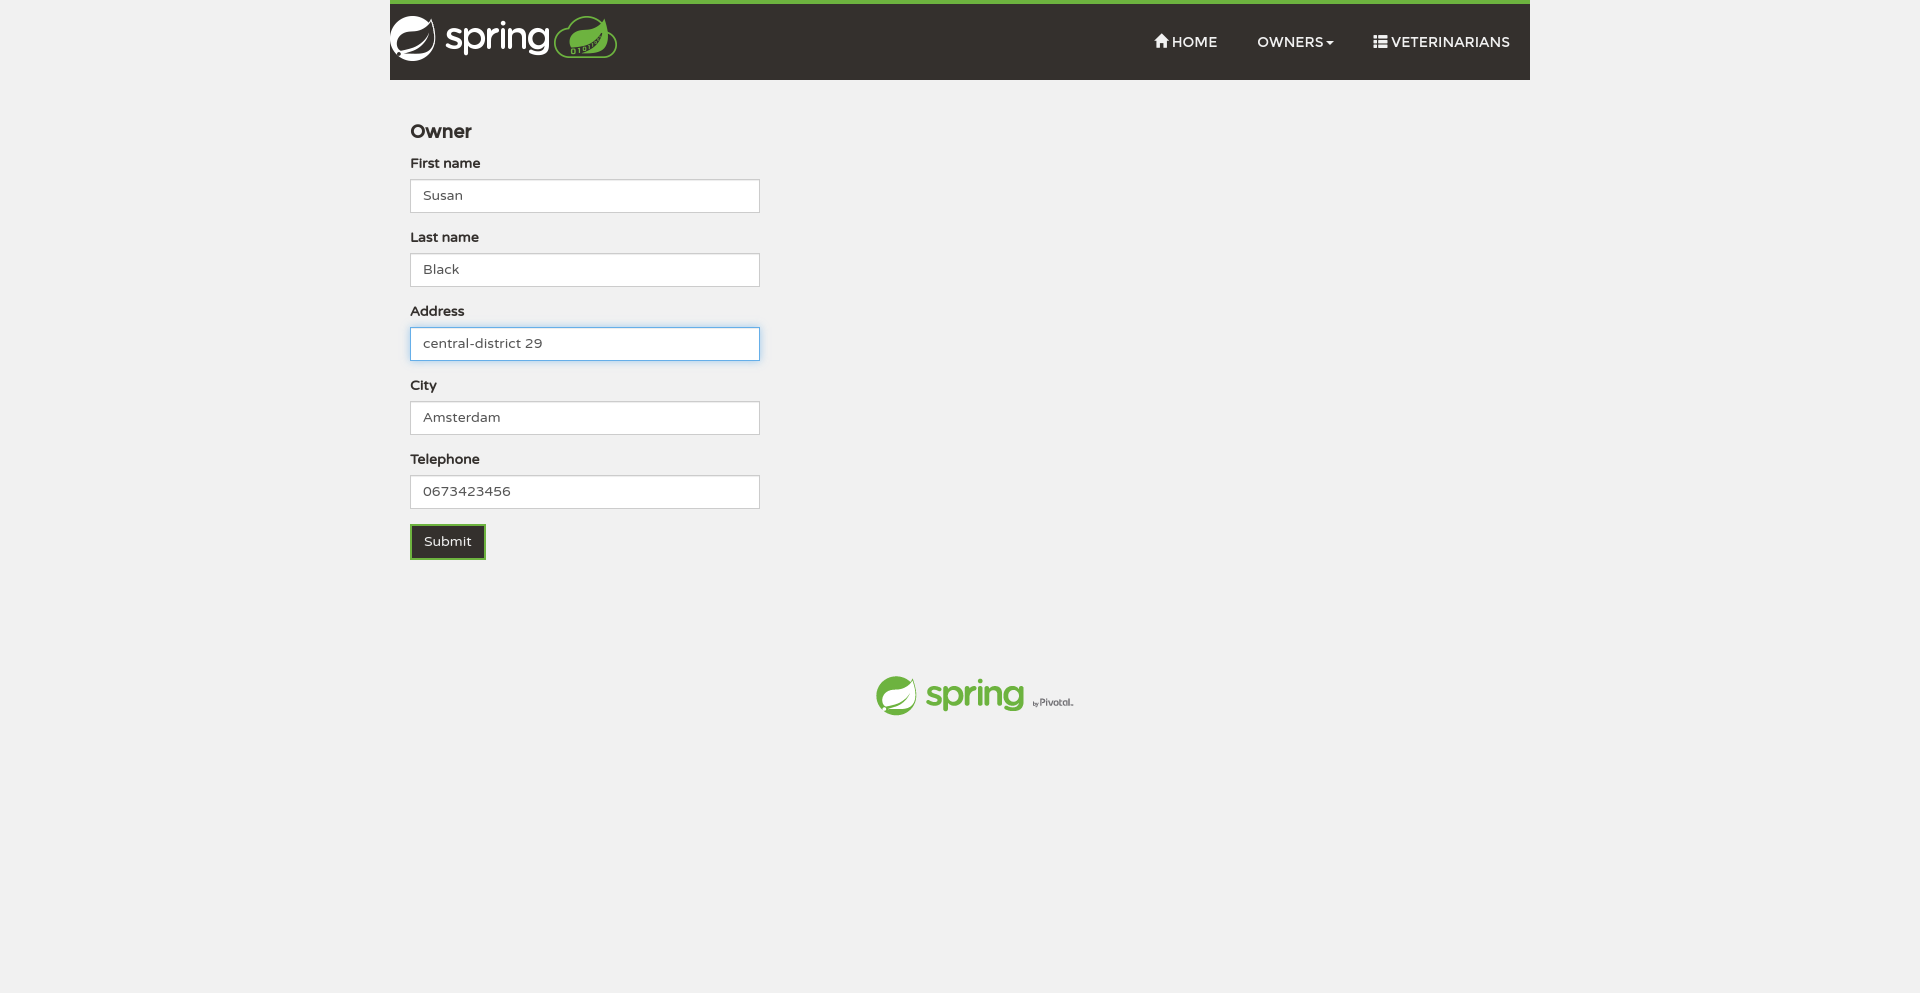 spring
HOME
OWNERS
VETERINARIANS
Owner
First name
Susan
Last name
Black
Address
central-district 29
City
Amsterdam
Telephone
0673423456
Submit
spring by Pivotal